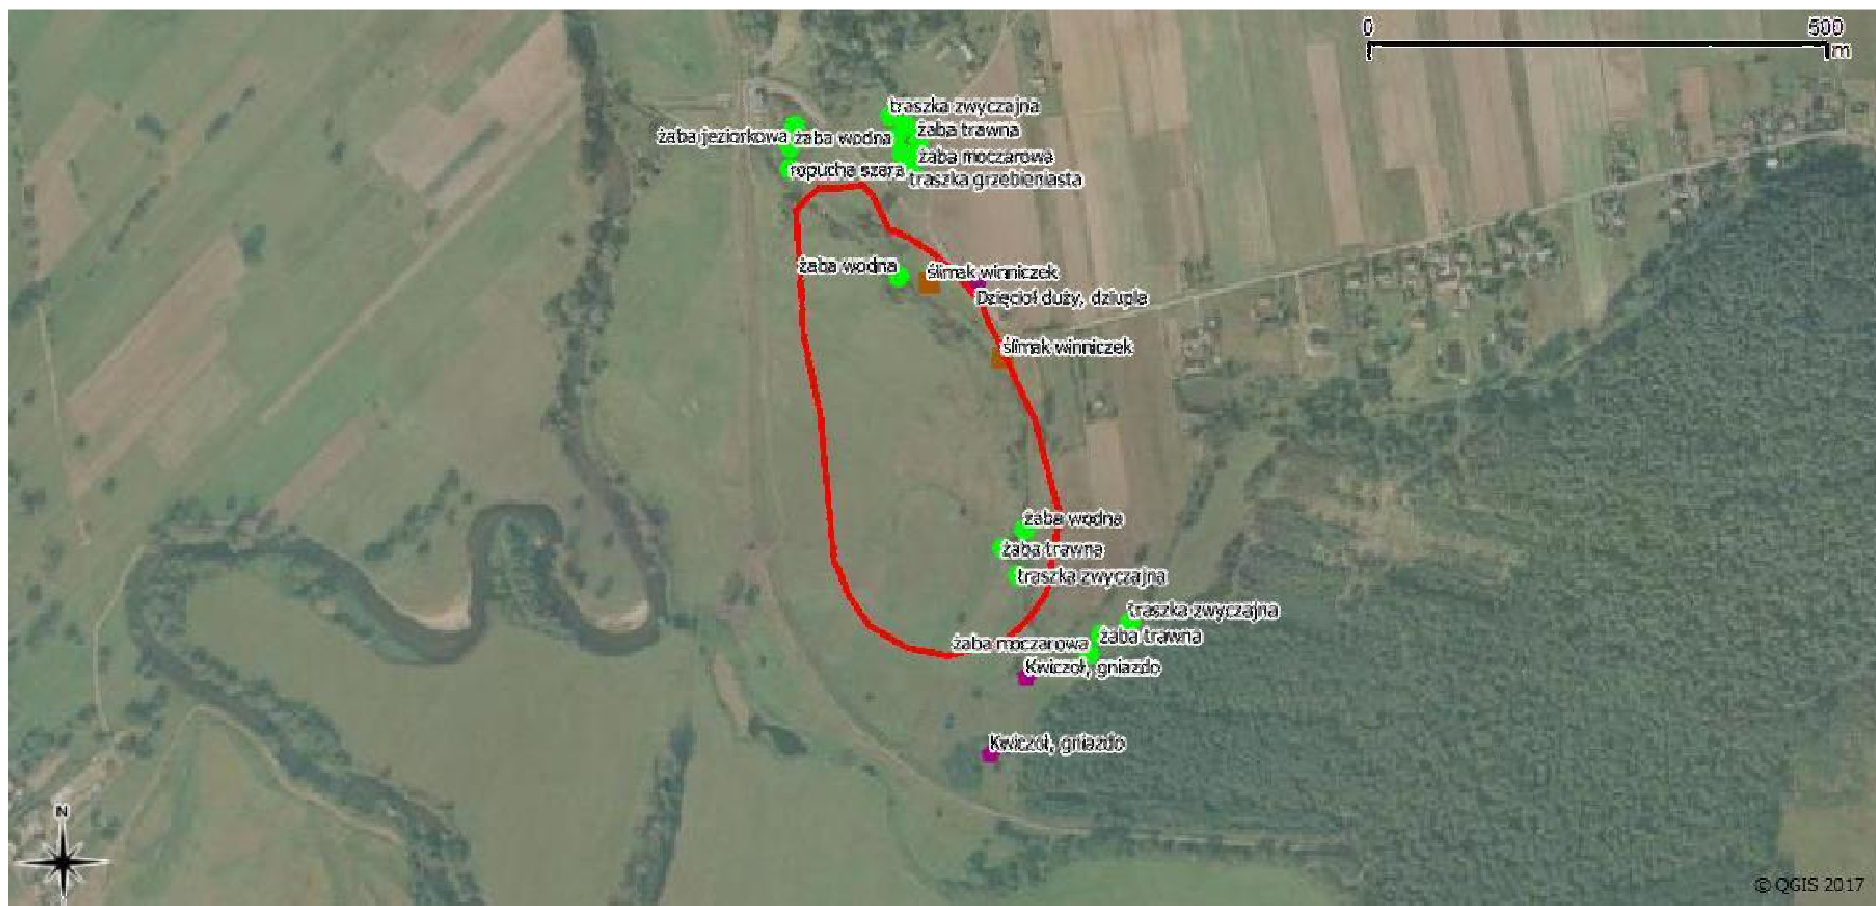 0 500
m
traszka zwyczajna
żaba trawna
żaba jeziorkowa żaba wodna
żaba moczarowa
ropucha szara
traszka grzebieniasta
żaba wodna
ślimak winniczek
Dzięcioł duży, dziupla
ślimak winniczek
żaba wodna
żaba trawna
traszka zwyczajna
traszka zwyczajna
żaba trawna
żaba moczarowa
Kwiczoł, gniazdo
Kwiczoł, gniazdo
N
© QGIS 2017